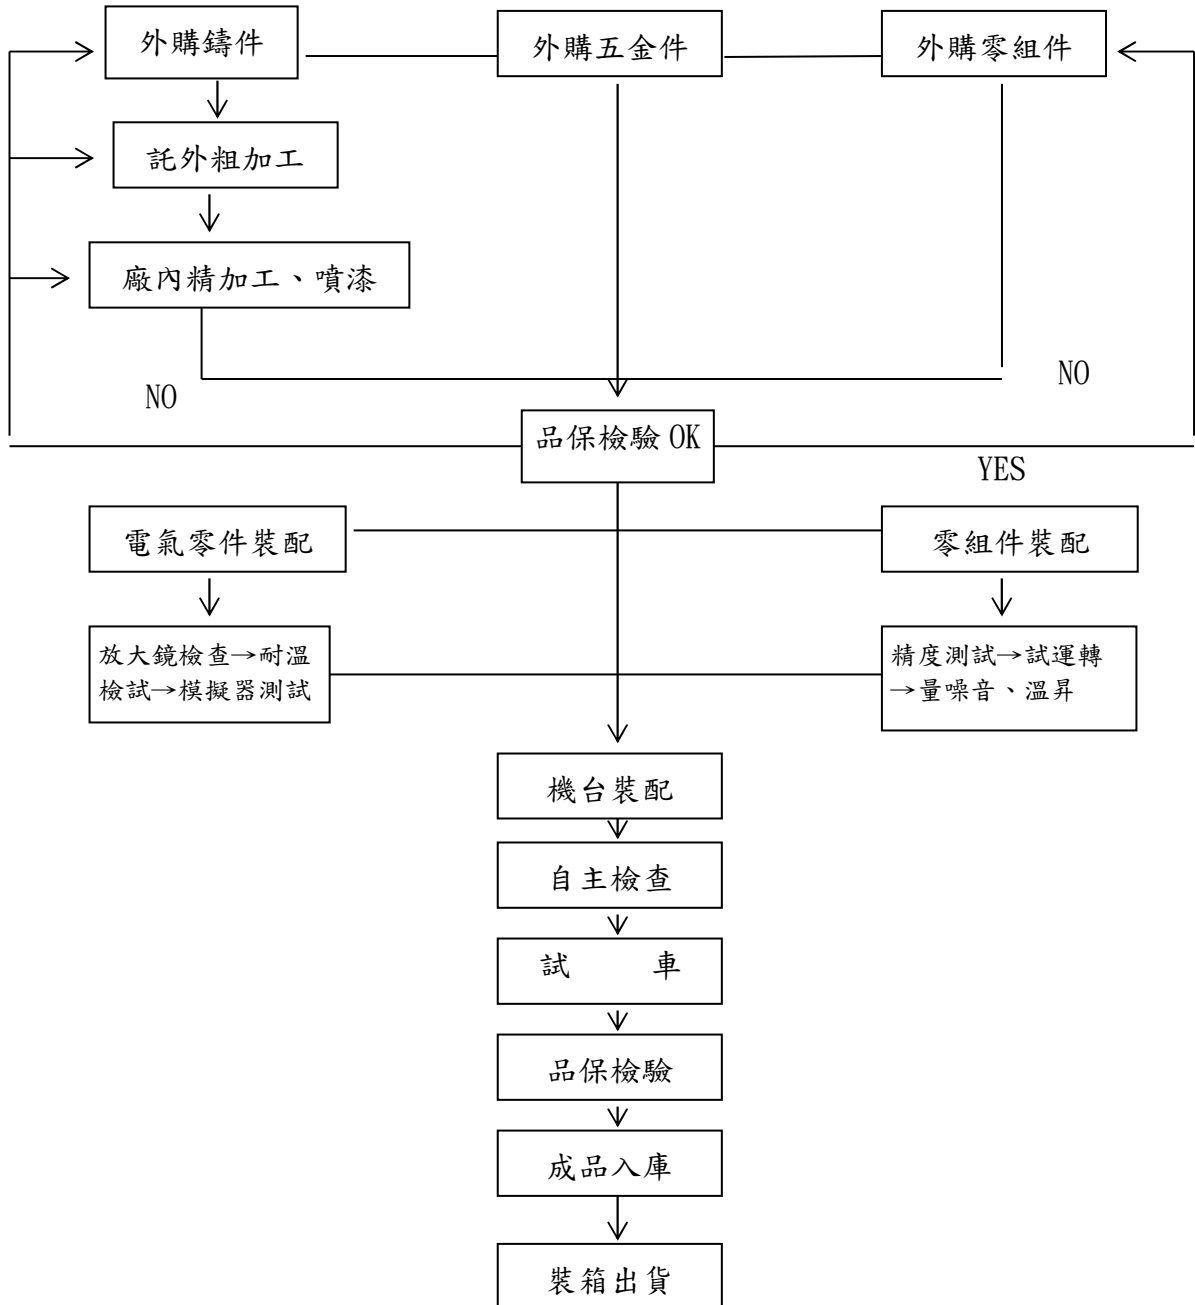 外購鑄件
外購五金件
外購零組件
託外粗加工
廠內精加工、噴漆
NO
NO
品保檢驗 OK
YES
電氣零件裝配
零組件裝配
放大鏡檢查→耐溫
檢試→模擬器測試
精度測試→試運轉
→量噪音、溫昇
機台裝配
自主檢查
試　　車
品保檢驗
成品入庫
裝箱出貨